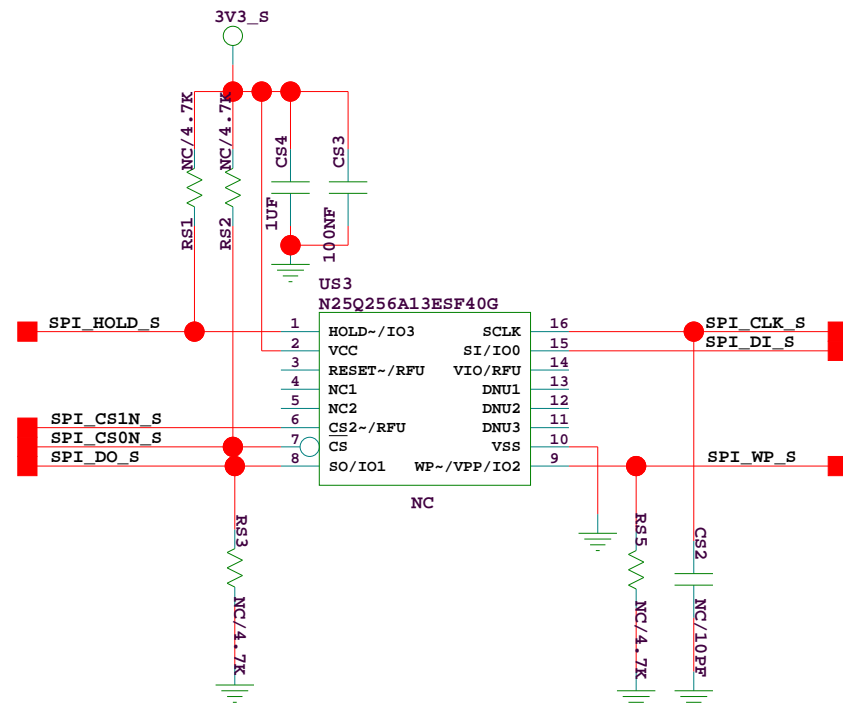 3V3_S
NC/4.7K
NC/4.7K
CS4
CS3
RS1
RS2
1UF
100NF
US3
N25Q256A13ESF40G
SPI_HOLD_S
1
HOLD~/IO3
SCLK
16
SPI_CLK_S
2
VCC
SI/IO0
15
SPI_DI_S
3
RESET~/RFU
VIO/RFU
14
4
NC1
DNU1
13
5
NC2
DNU2
12
SPI_CS1N_S
6
CS2~/RFU
DNU3
11
SPI_CS0N_S
7
CS
VSS
10
SPI_DO_S
8
SO/IO1
WP~/VPP/IO2
9
SPI_WP_S
NC
RS3
NC/4.7K
RS5
NC/4.7K
CS2
NC/10PF